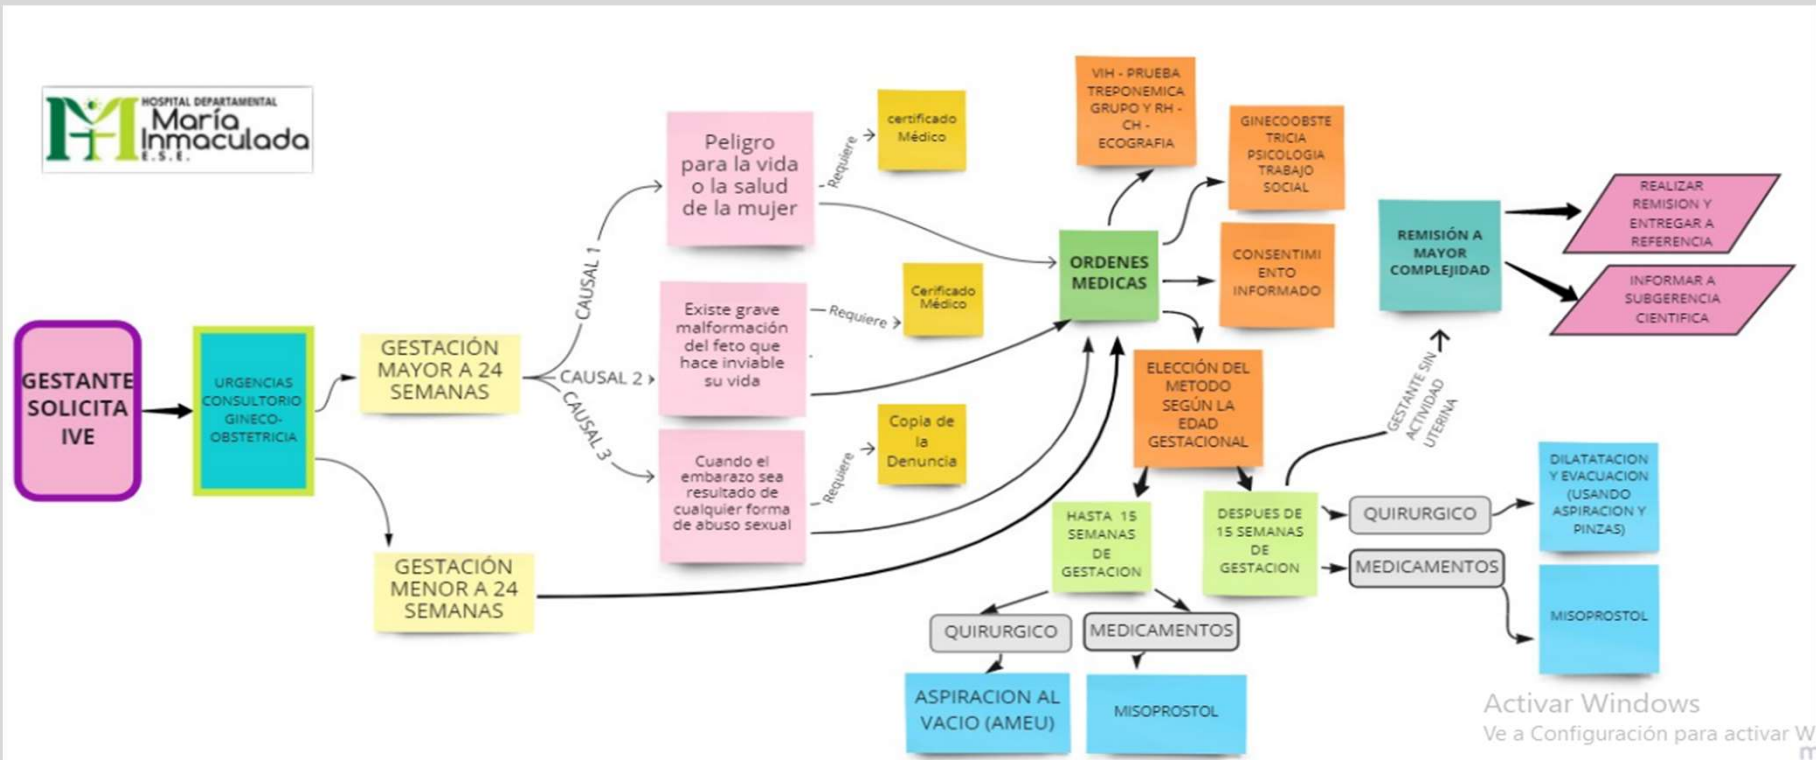 HOSPITAL DEPARTAMENTAL
María
Inmaculada
E.S.E.
GESTANTE
SOLICITA
IVE
URGENCIAS
CONSULTORIO
GINECO-
OBSTETRICIA
GESTACIÓN
MAYOR A 24
SEMANAS
GESTACIÓN
MENOR A 24
SEMANAS
CAUSAL 1
CAUSAL 2
CAUSAL 3
Peligro
para la vida
o la salud
de la mujer
Requiere
certificado
Médico
Existe grave
malformación
del feto que
hace inviable
su vida
Requiere
Cerificado
Médico
Cuando el
embarazo sea
resultado de
cualquier forma
de abuso sexual
Requiere
Copia de
la
Denuncia
ORDENES
MEDICAS
VIH - PRUEBA
TREPONEMICA
GRUPO Y RH -
CH -
ECOGRAFIA
GINECOOBSTE
TRICIA
PSICOLOGIA
TRABAJO
SOCIAL
CONSENTIMI
ENTO
INFORMADO
ELECCIÓN DEL
METODO
SEGÚN LA
EDAD
GESTACIONAL
HASTA 15
SEMANAS
DE
GESTACION
QUIRURGICO
MEDICAMENTOS
ASPIRACION AL
VACIO (AMEU)
MISOPROSTOL
DESPUES DE
15 SEMANAS
DE
GESTACION
QUIRURGICO
MEDICAMENTOS
DILATATACION
Y EVACUACION
(USANDO
ASPIRACION Y
PINZAS)
MISOPROSTOL
GESTANTE SIN
ACTIVIDAD
UTERINA
REMISIÓN A
MAYOR
COMPLEJIDAD
REALIZAR
REMISION Y
ENTREGAR A
REFERENCIA
INFORMAR A
SUBGERENCIA
CIENTIFICA
Activar Windows
Ve a Configuración para activar W
m